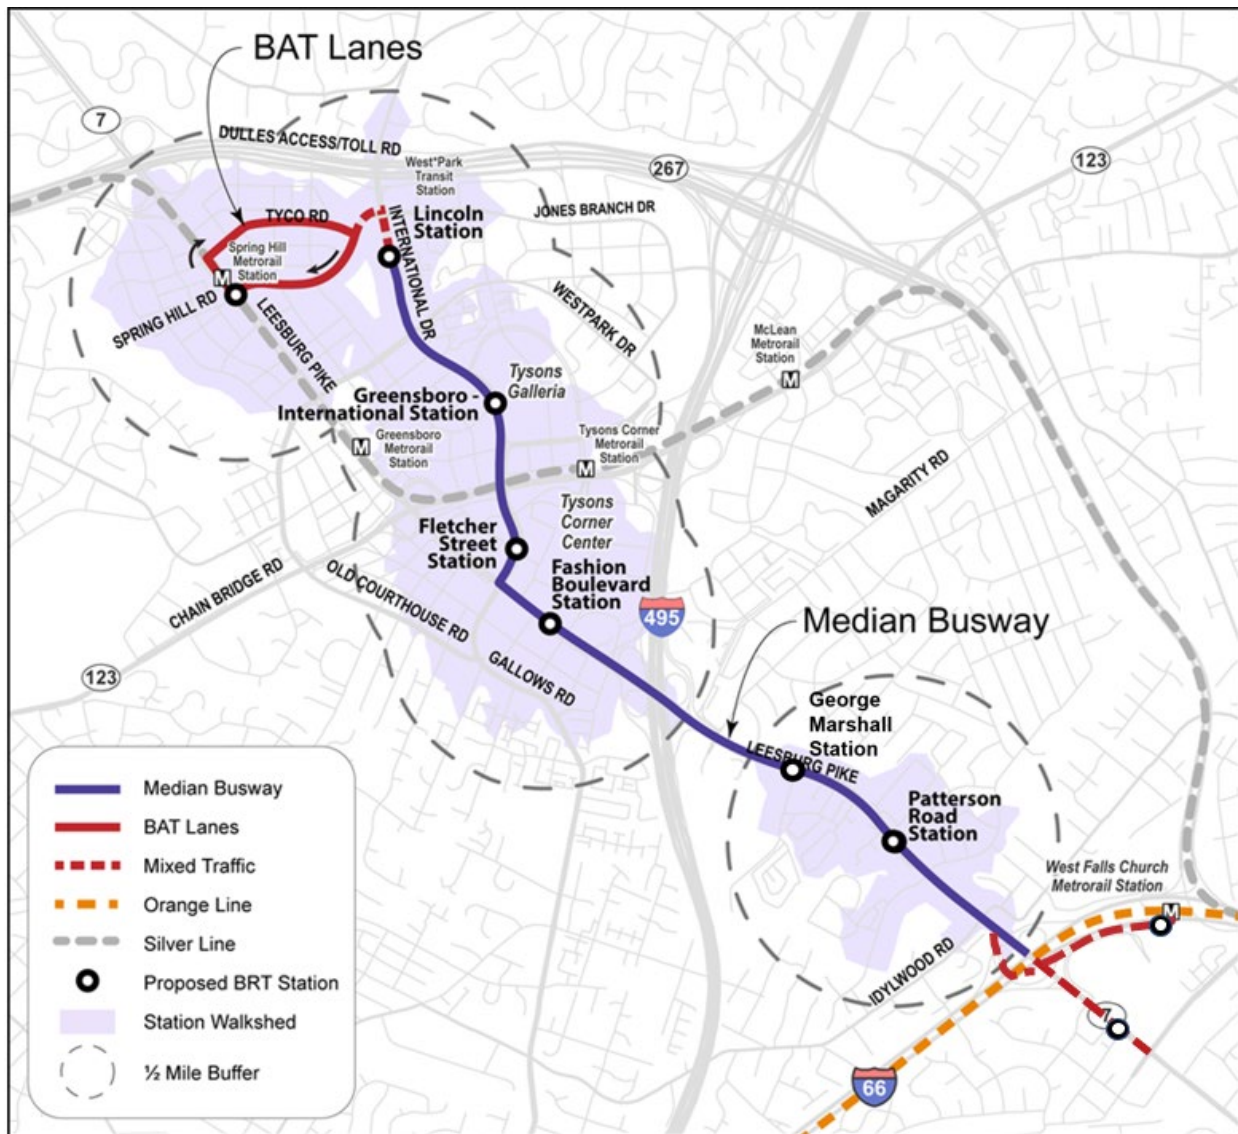 BAT Lanes
7
DULLES ACCESS/TOLL RD
West*Park
Transit
Station
267
123
TYCO RD
INTERNATIONAL DR
Lincoln
Station
JONES BRANCH DR
Spring Hill
Metrorail
Station
M
SPRING HILL RD
LEESBURG PIKE
WESTPARK DR
McLean
Metrorail
Station
M
Tysons
Galleria
Greensboro -
International Station
M
Greensboro
Metrorail
Station
Tysons Corner
Metrorail
Station
M
MAGARITY RD
Tysons
Corner
Center
Fletcher
Street
Station
Fashion
Boulevard
Station
CHAIN BRIDGE RD
OLD COURTHOUSE RD
495
Median Busway
GALLOWS RD
123
George
Marshall
Station
LEESBURG PIKE
Patterson
Road
Station
West Falls Church
Metrorail Station
M
IDYLWOOD RD
7
66
Median Busway
BAT Lanes
Mixed Traffic
Orange Line
Silver Line
Proposed BRT Station
Station Walkshed
½ Mile Buffer